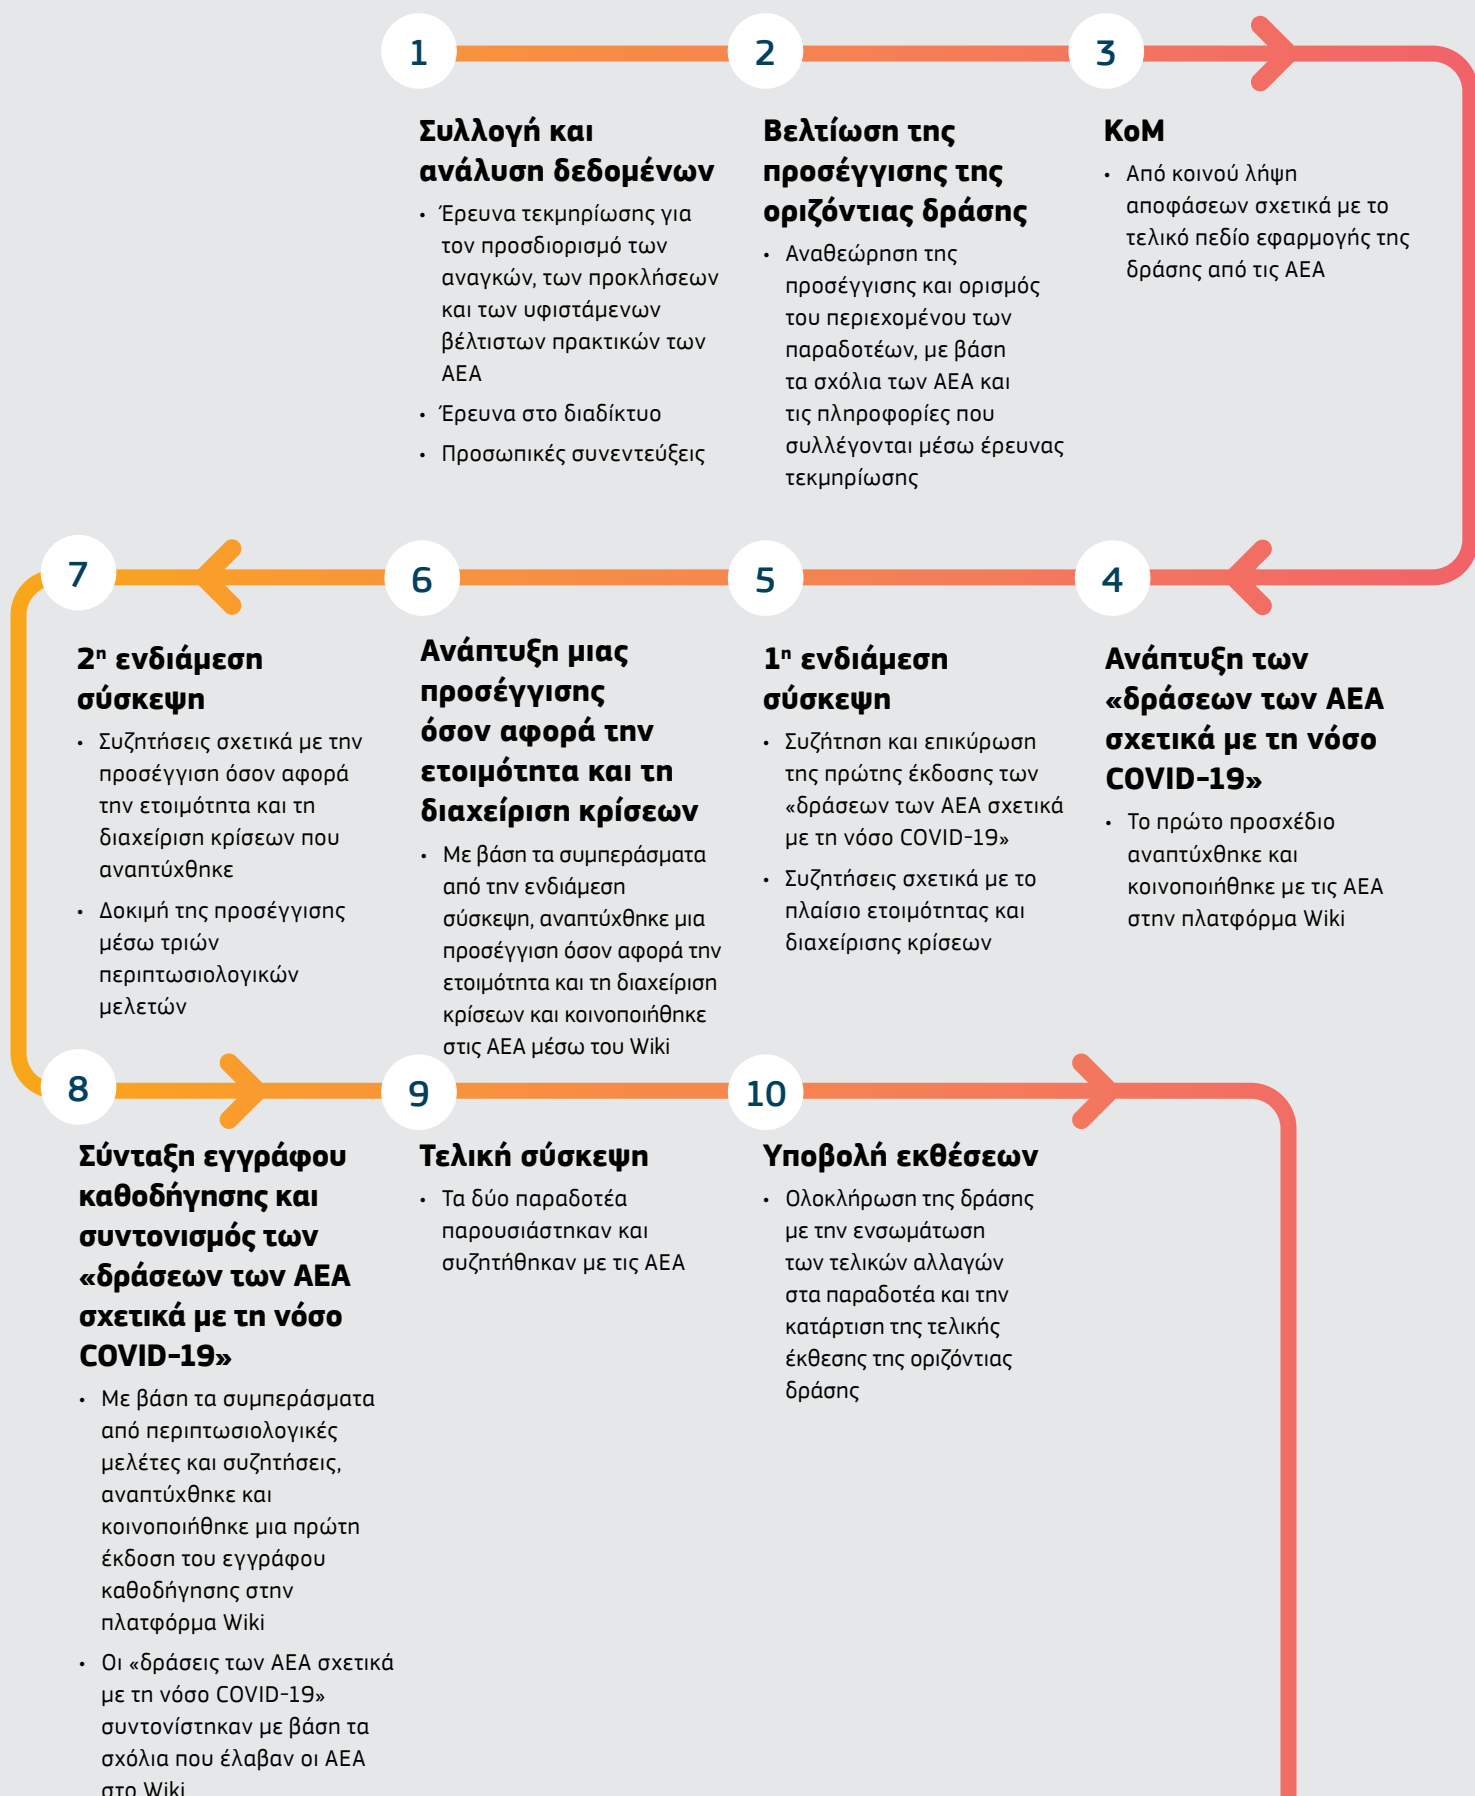 1
Συλλογή και
ανάλυση δεδομένων
• Έρευνα τεκμηρίωσης για
τον προσδιορισμό των
αναγκών, των προκλήσεων
και των υφιστάμενων
βέλτιστων πρακτικών των
ΑΕΑ
• Έρευνα στο διαδίκτυο
• Προσωπικές συνεντεύξεις
2
Βελτίωση της
προσέγγισης της
οριζόντιας δράσης
• Αναθεώρηση της
προσέγγισης και ορισμός
του περιεχομένου των
παραδοτέων, με βάση
τα σχόλια των ΑΕΑ και
τις πληροφορίες που
συλλέγονται μέσω έρευνας
τεκμηρίωσης
3
KoM
• Από κοινού λήψη
αποφάσεων σχετικά με το
τελικό πεδίο εφαρμογής της
δράσης από τις ΑΕΑ
4
Ανάπτυξη των
«δράσεων των ΑΕΑ
σχετικά με τη νόσο
COVID-19»
• Το πρώτο προσχέδιο
αναπτύχθηκε και
κοινοποιήθηκε με τις ΑΕΑ
στην πλατφόρμα Wiki
5
1η ενδιάμεση
σύσκεψη
• Συζήτηση και επικύρωση
της πρώτης έκδοσης των
«δράσεων των ΑΕΑ σχετικά
με τη νόσο COVID-19»
• Συζητήσεις σχετικά με το
πλαίσιο ετοιμότητας και
διαχείρισης κρίσεων
6
Ανάπτυξη μιας
προσέγγισης
όσον αφορά την
ετοιμότητα και τη
διαχείριση κρίσεων
• Με βάση τα συμπεράσματα
από την ενδιάμεση
σύσκεψη, αναπτύχθηκε μια
προσέγγιση όσον αφορά την
ετοιμότητα και τη διαχείριση
κρίσεων και κοινοποιήθηκε
στις ΑΕΑ μέσω του Wiki
7
2η ενδιάμεση
σύσκεψη
• Συζητήσεις σχετικά με την
προσέγγιση όσον αφορά
την ετοιμότητα και τη
διαχείριση κρίσεων που
αναπτύχθηκε
• Δοκιμή της προσέγγισης
μέσω τριών
περιπτωσιολογικών
μελετών
8
Σύνταξη εγγράφου
καθοδήγησης και
συντονισμός των
«δράσεων των ΑΕΑ
σχετικά με τη νόσο
COVID-19»
• Με βάση τα συμπεράσματα
από περιπτωσιολογικές
μελέτες και συζητήσεις,
αναπτύχθηκε και
κοινοποιήθηκε μια πρώτη
έκδοση του εγγράφου
καθοδήγησης στην
πλατφόρμα Wiki
• Οι «δράσεις των ΑΕΑ σχετικά
με τη νόσο COVID-19»
συντονίστηκαν με βάση τα
σχόλια που έλαβαν οι ΑΕΑ
στο Wiki
9
Τελική σύσκεψη
• Τα δύο παραδοτέα
παρουσιάστηκαν και
συζητήθηκαν με τις ΑΕΑ
10
Υποβολή εκθέσεων
• Ολοκλήρωση της δράσης
με την ενσωμάτωση
των τελικών αλλαγών
στα παραδοτέα και την
κατάρτιση της τελικής
έκθεσης της οριζόντιας
δράσης